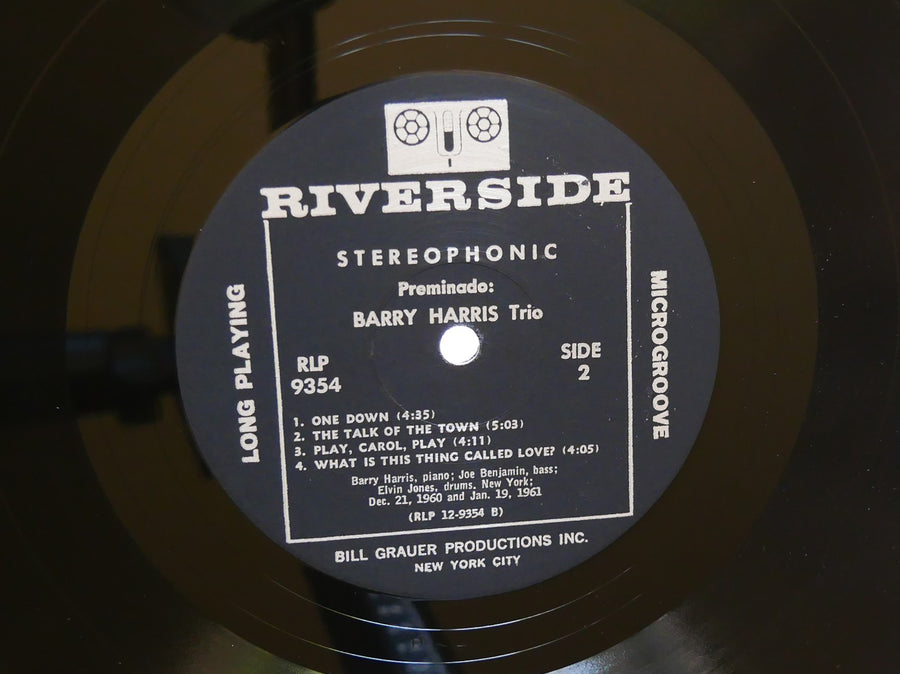 RIVERSIDE
STEREOPHONIC
Preminado:
BARRY HARRIS Trio
LONG PLAYING
MICROGROOVE
RLP
9354
SIDE
2
1. ONE DOWN (4:35)
2. THE TALK OF THE TOWN (5:03)
3. PLAY, CAROL, PLAY (4:11)
4. WHAT IS THIS THING CALLED LOVE? (4:05)
Barry Harris, piano; Joe Benjamin, bass;
Elvin Jones, drums. New York;
Dec. 21, 1960 and Jan. 19, 1961
(RLP 12-9354 B)
BILL GRAUER PRODUCTIONS INC.
NEW YORK CITY